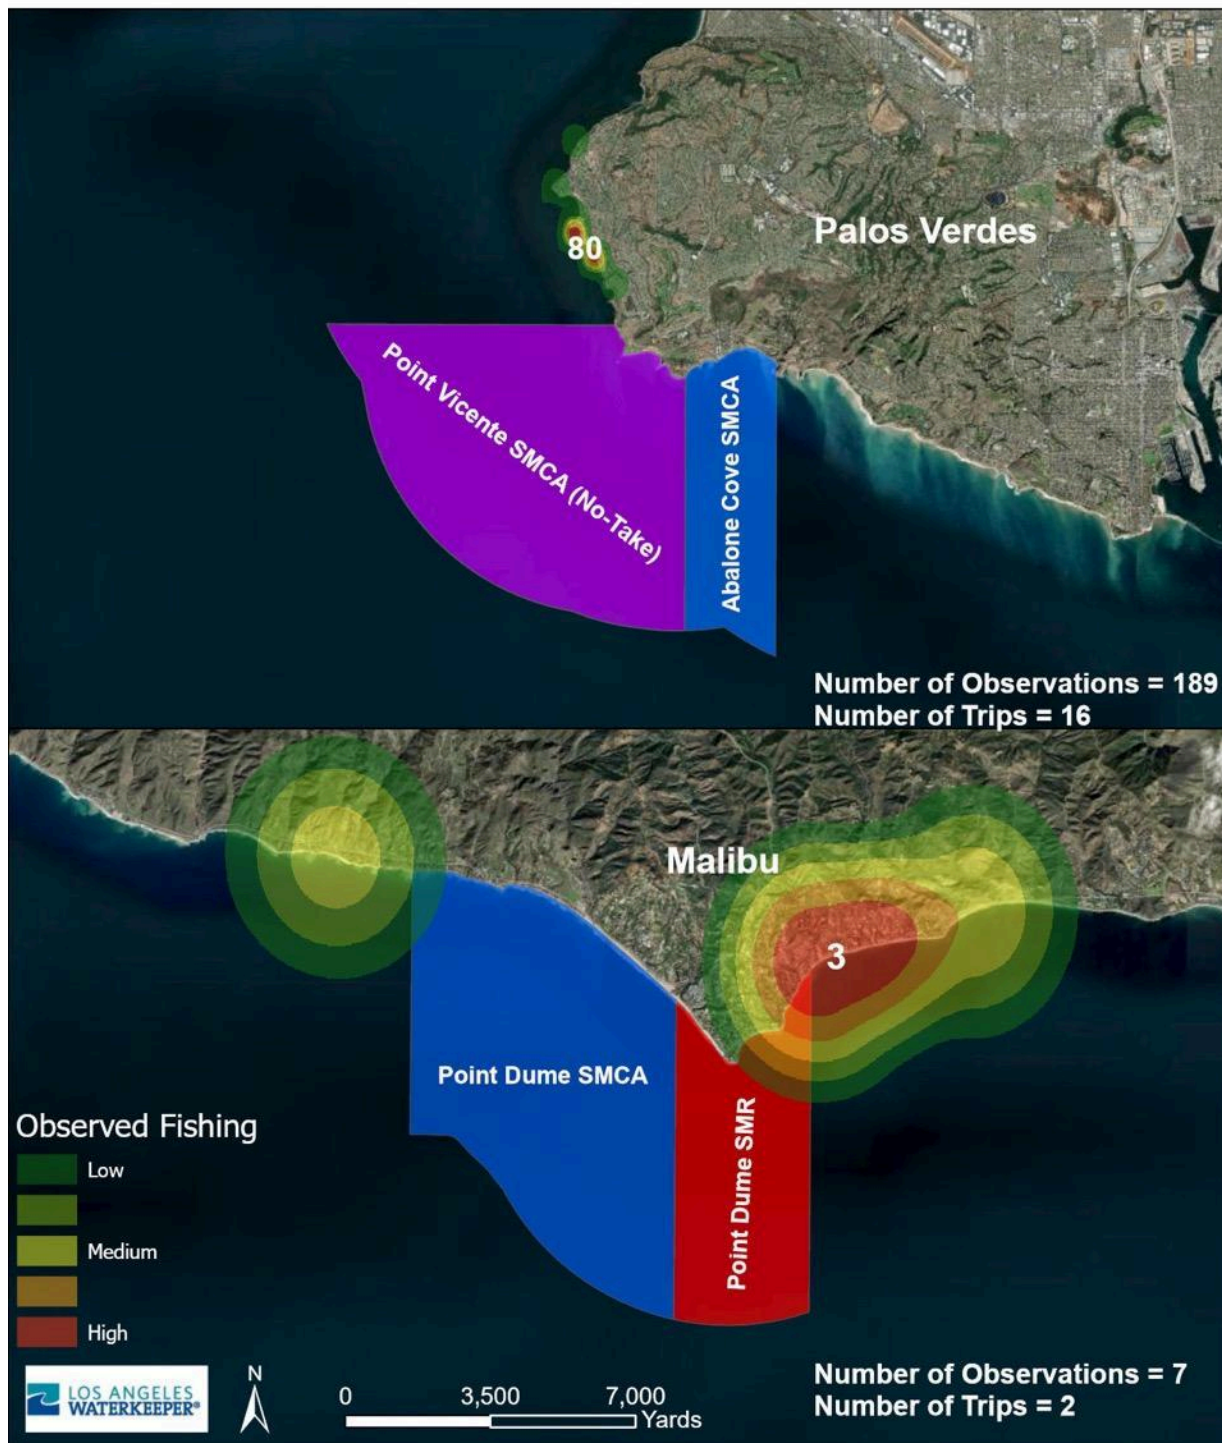 Palos Verdes
80
Point Vicente SMCA (No-Take)
Abalone Cove SMCA
Number of Observations = 189
Number of Trips = 16
Malibu
3
Point Dume SMCA
Point Dume SMR
Observed Fishing
Low
Medium
High
LOS ANGELES
WATERKEEPER®
N
0 3,500 7,000
Yards
Number of Observations = 7
Number of Trips = 2